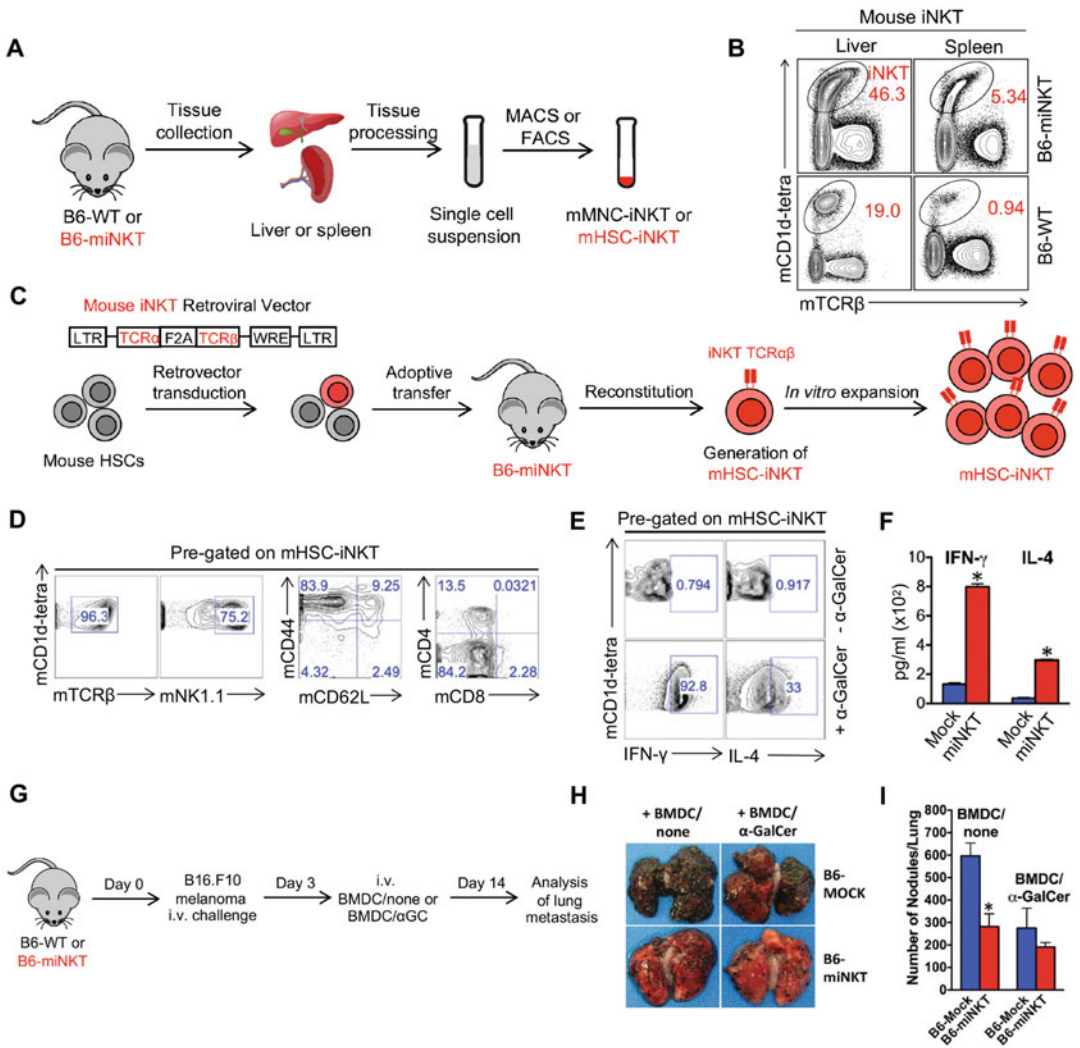 A
Tissue
collection
Tissue
processing
MACS or
FACS
B6-WT or
B6-miNKT
Liver or spleen
Single cell
suspension
mMNC-iNKT or
mHSC-iNKT
B
Mouse iNKT
Liver
Spleen
iNKT
46.3
5.34
B6-miNKT
19.0
0.94
B6-WT
mCD1d-tetra
mTCRβ
C
Mouse iNKT Retroviral Vector
LTR TCRα F2A TCRβ WRE LTR
Retrovector
transduction
Adoptive
transfer
Reconstitution
iNKT TCRαβ
In vitro expansion
Mouse HSCs
B6-miNKT
Generation of
mHSC-iNKT
mHSC-iNKT
D
Pre-gated on mHSC-iNKT
mCD1d-tetra
96.3
mTCRβ
75.2
mNK1.1
mCD44
83.9 9.25
4.32 2.49
mCD62L
mCD4
13.5 0.0321
84.2 2.28
mCD8
E
Pre-gated on mHSC-iNKT
mCD1d-tetra
0.794
0.917
- α-GalCer
92.8
33
+ α-GalCer
IFN-γ
IL-4
F
IFN-γ IL-4
pg/ml (x10²)
10
8
6
4
2
0
*
*
Mock
miNKT
Mock
miNKT
G
B6-WT or
B6-miNKT
Day 0
B16.F10
melanoma
i.v. challenge
Day 3
i.v.
BMDC/none or
BMDC/αGC
Day 14
Analysis
of lung
metastasis
H
+ BMDC/
none
+ BMDC/
α-GalCer
B6-
MOCK
B6-
miNKT
I
Number of Nodules/Lung
800
700
600
500
400
300
200
100
0
BMDC/
none
*
BMDC/
α-GalCer
B6-Mock
B6-miNKT
B6-Mock
B6-miNKT